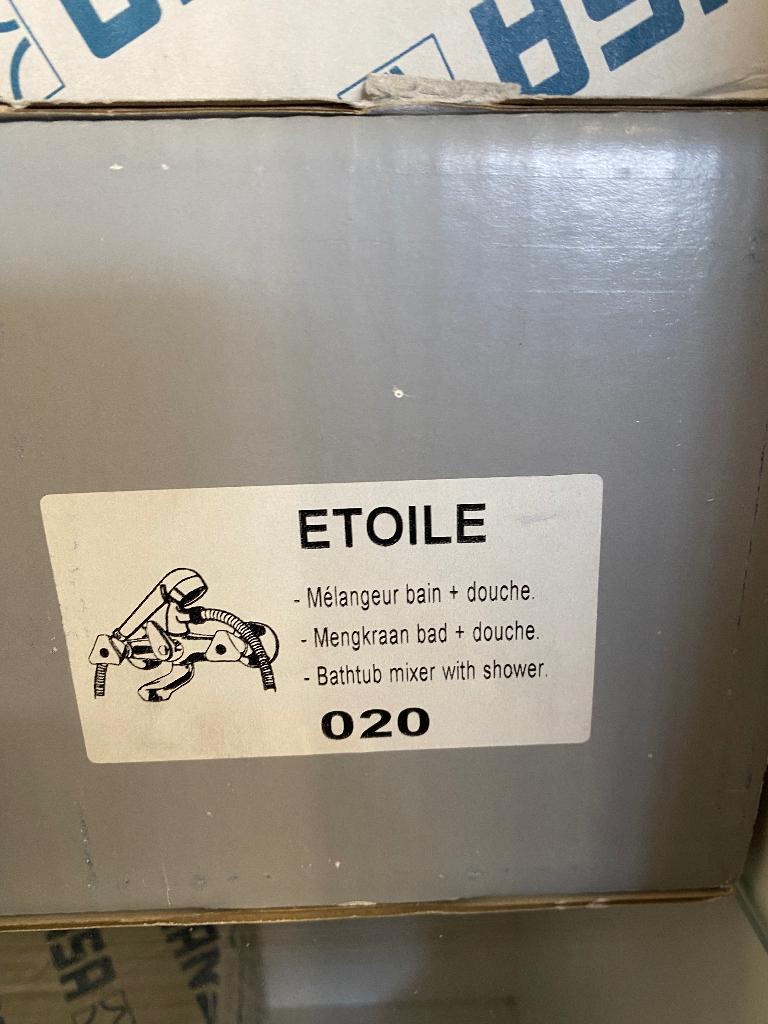 ETOILE
- Mélangeur bain + douche.
- Mengkraan bad + douche.
- Bathtub mixer with shower.
020